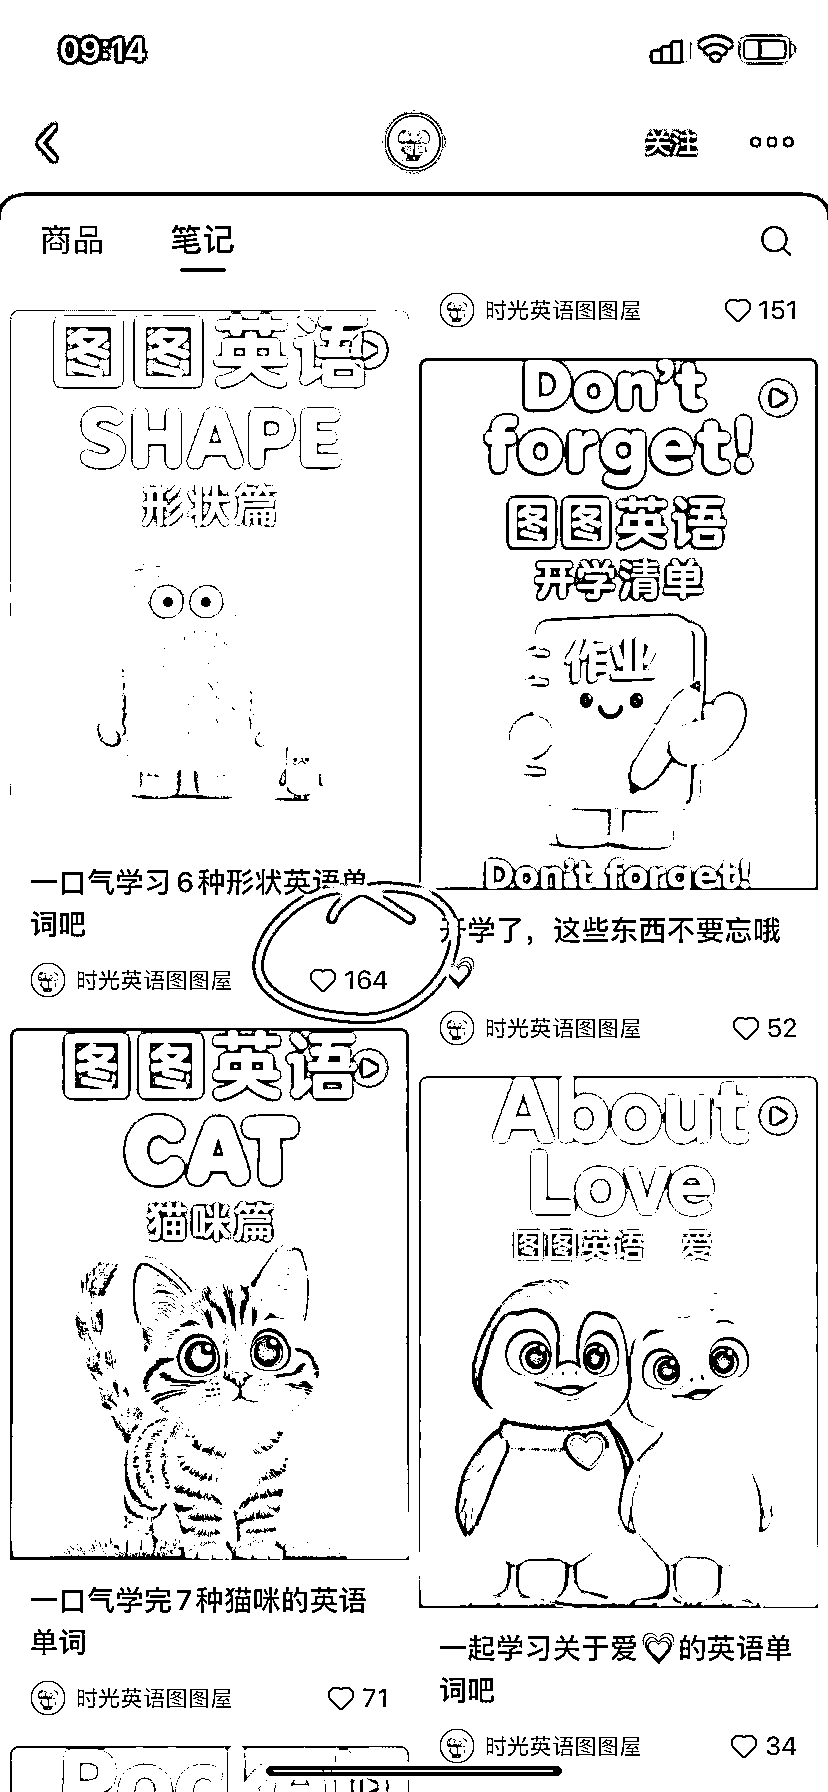 09:14
关注
商品
笔记
图图英语
SHAPE
形状篇
一口气学习6种形状英语单
词吧
时光英语图图屋
164
图图英语
CAT
猫咪篇
一口气学完7种猫咪的英语
单词
时光英语图图屋
71
Pocket
时光英语图图屋
151
Don't
forget!
图图英语
开学清单
作业
Don't forget!
开学了，这些东西不要忘哦
时光英语图图屋
52
About
Love
图图英语 爱
一起学习关于爱的英语单
词吧
时光英语图图屋
34